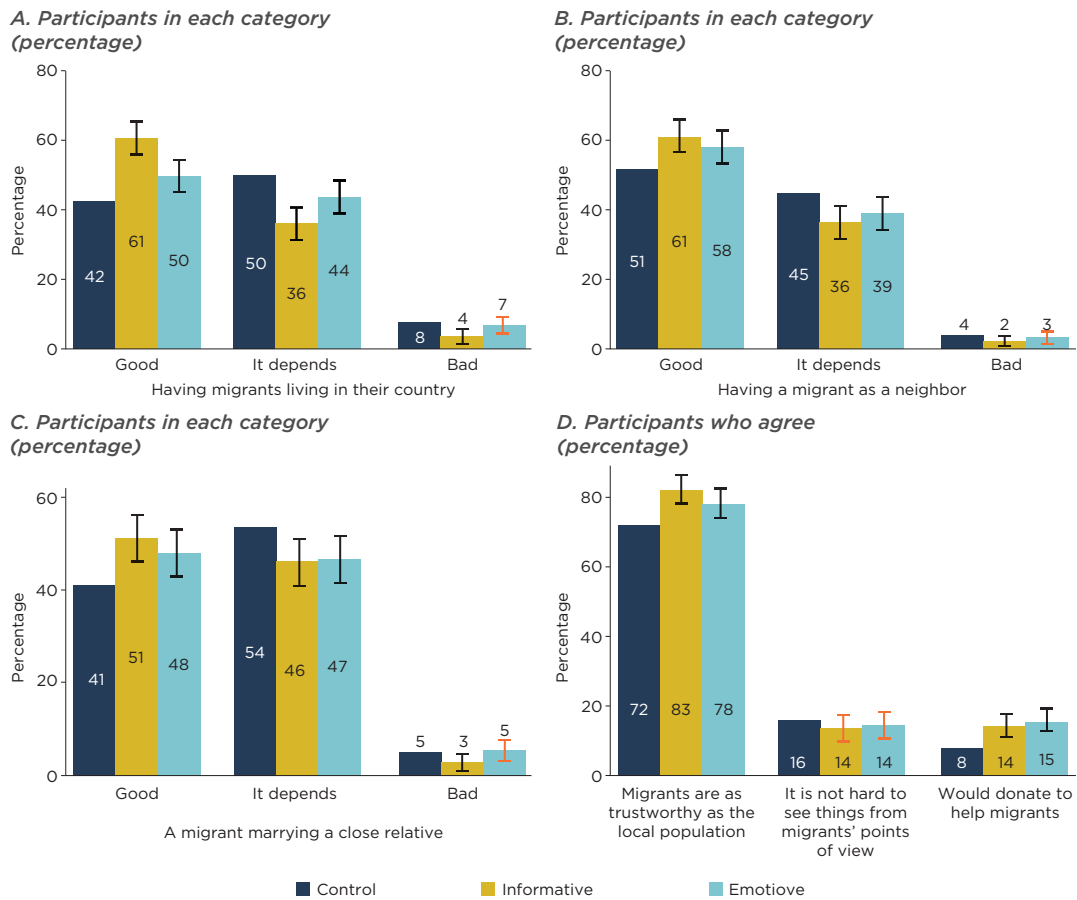 A. Participants in each category
(percentage)
80
60
40
20
0
Percentage
42
61
50
50
36
44
8
4
7
Good
It depends
Bad
Having migrants living in their country
B. Participants in each category
(percentage)
80
60
40
20
0
Percentage
51
61
58
45
36
39
4
2
3
Good
It depends
Bad
Having a migrant as a neighbor
C. Participants in each category
(percentage)
60
40
20
0
Percentage
41
51
48
54
46
47
5
3
5
Good
It depends
Bad
A migrant marrying a close relative
D. Participants who agree
(percentage)
80
60
40
20
0
Percentage
72
83
78
16
14
14
8
14
15
Migrants are as
trustworthy as the
local population
It is not hard to
see things from
migrants' points
of view
Would donate to
help migrants
Control
Informative
Emotiove